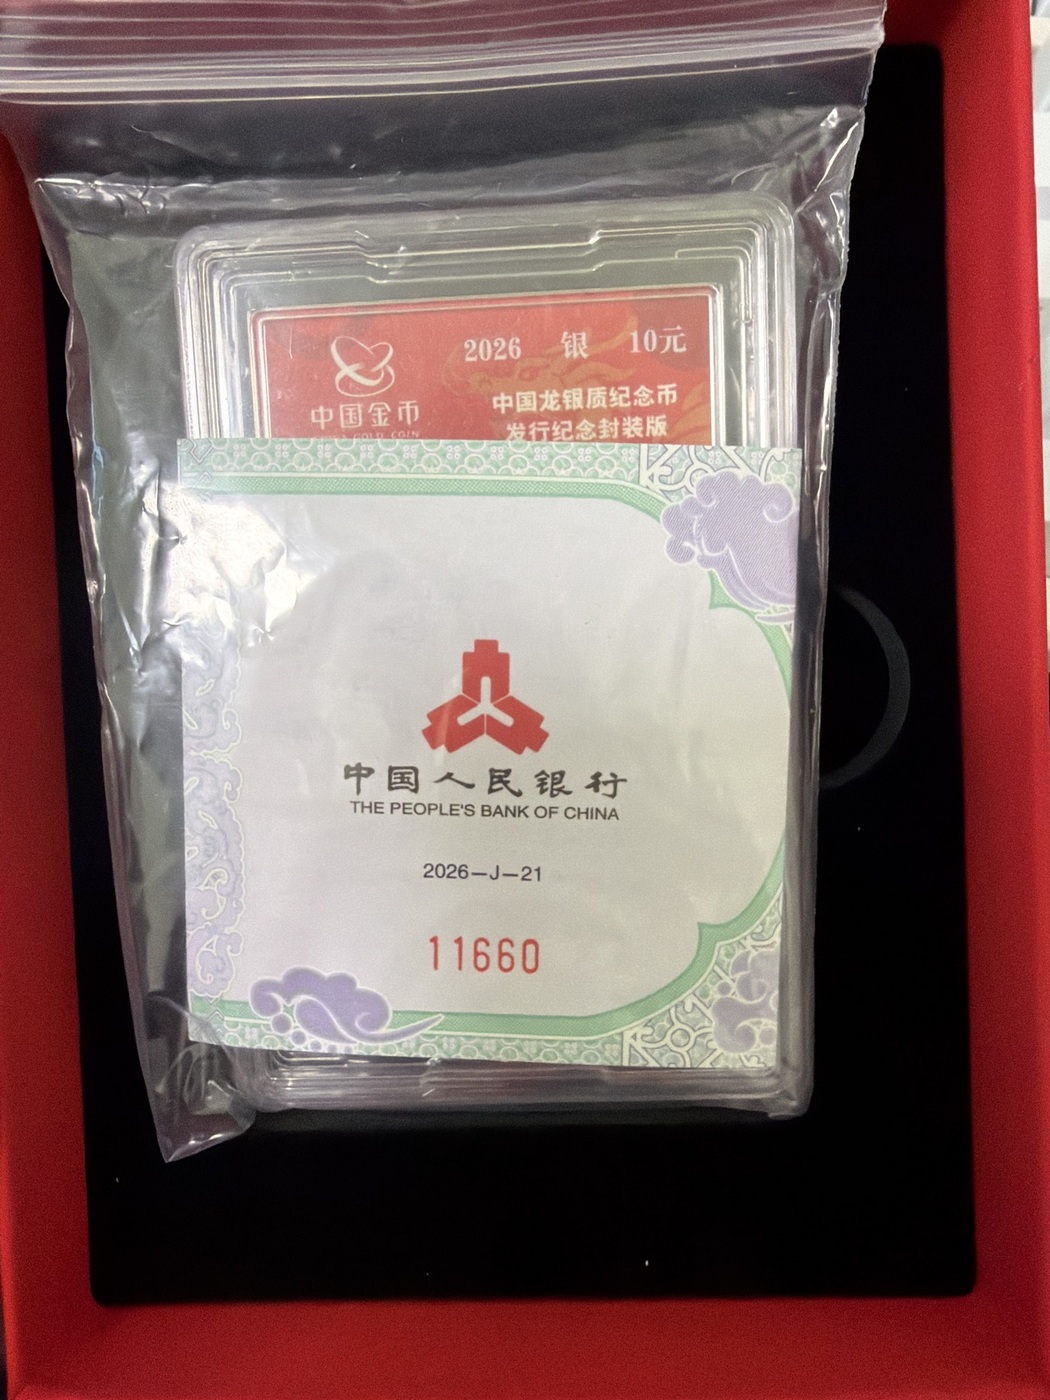 2026 银 10元
中国金币
中国龙银质纪念币
发行纪念封装版
中国人民银行
THE PEOPLE'S BANK OF CHINA
2026—J—21
11660